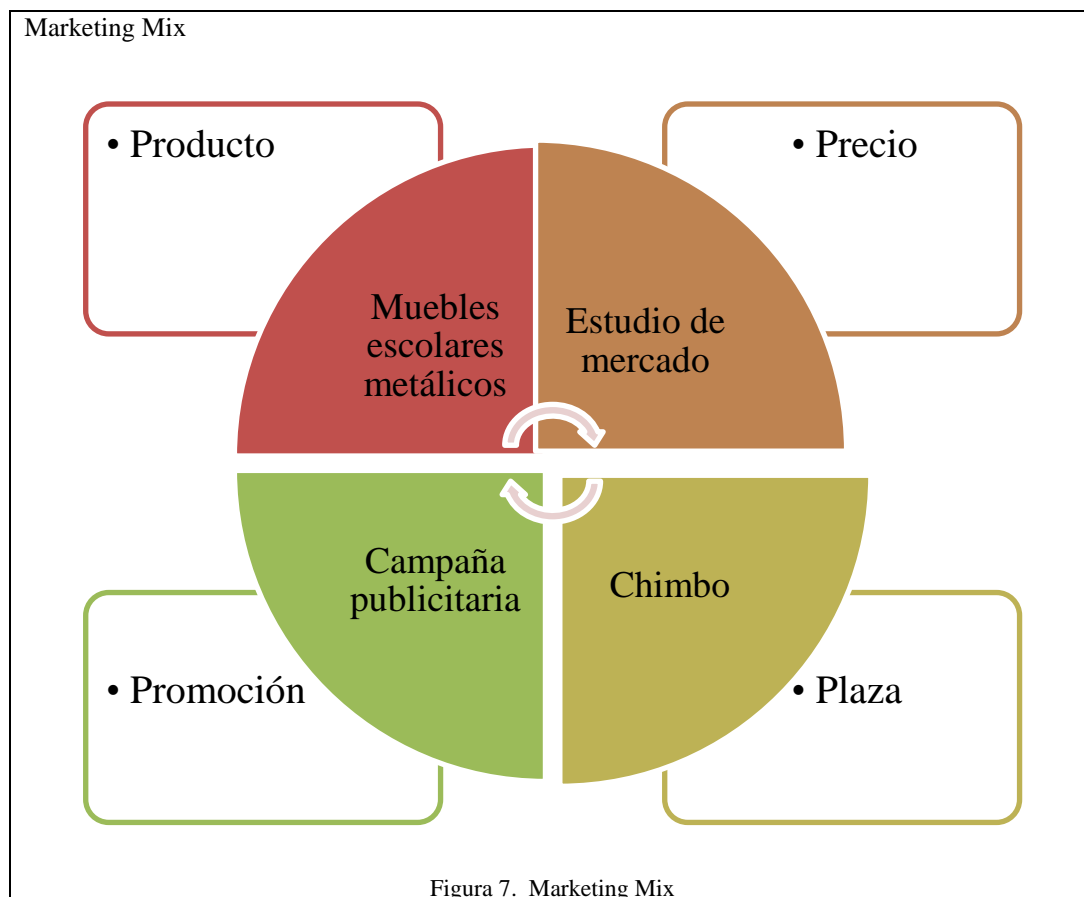 Marketing Mix
• Producto
• Precio
Muebles
escolares
metálicos
Estudio de
mercado
Campaña
publicitaria
Chimbo
• Promoción
• Plaza
Figura 7. Marketing Mix